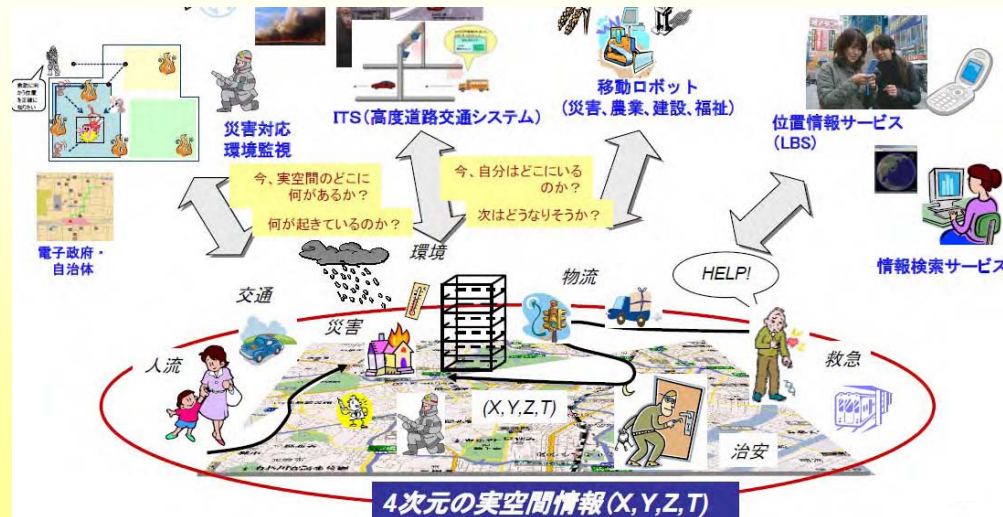 災害対応
環境監視
ITS(高度道路交通システム)
移動ロボット
(災害、農業、建設、福祉)
位置情報サービス
(LBS)
今、実空間のどこに
何があるか?
何が起きているのか?
今、自分はどこにいる
のか?
次はどうなりそうか?
電子政府・
自治体
情報検索サービス
環境
HELP!
交通
物流
災害
人流
救急
(X,Y,Z,T)
治安
4次元の実空間情報(X,Y,Z,T)